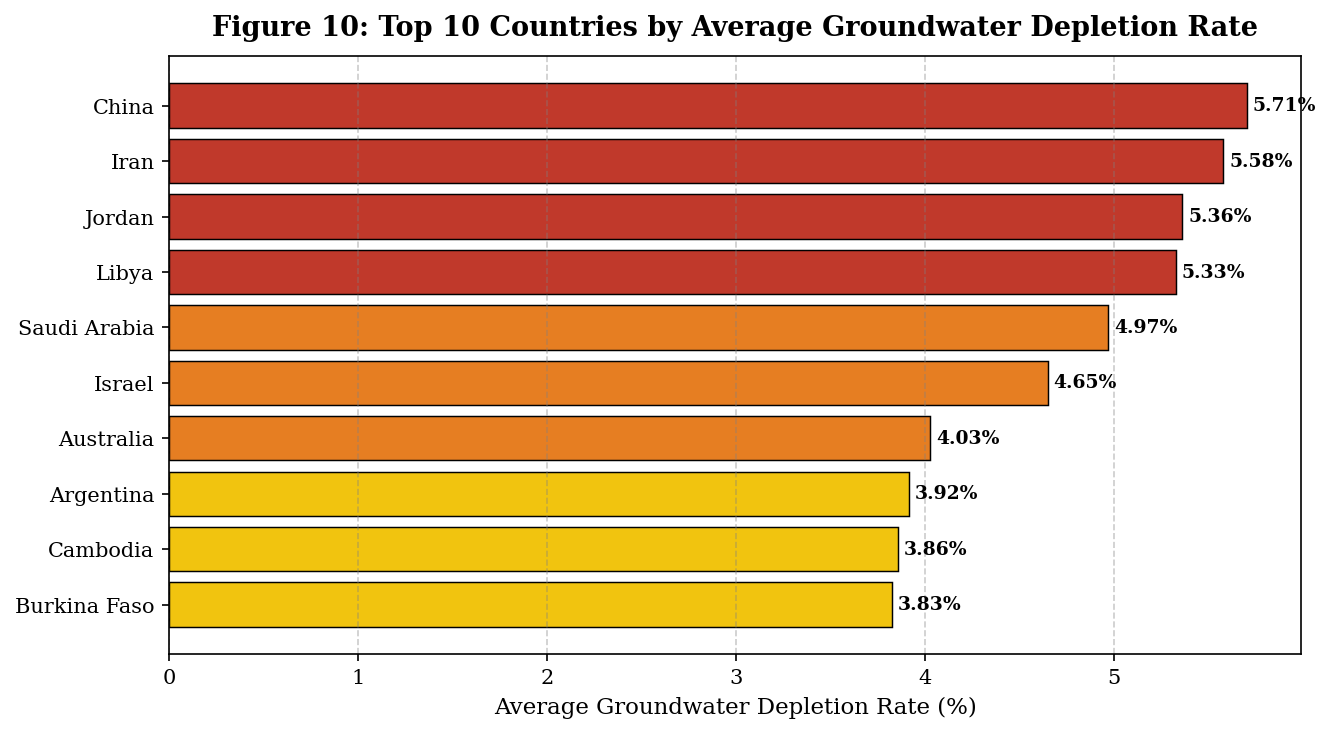 Figure 10: Top 10 Countries by Average Groundwater Depletion Rate
China 5.71%
Iran 5.58%
Jordan 5.36%
Libya 5.33%
Saudi Arabia 4.97%
Israel 4.65%
Australia 4.03%
Argentina 3.92%
Cambodia 3.86%
Burkina Faso 3.83%
0 1 2 3 4 5
Average Groundwater Depletion Rate (%)